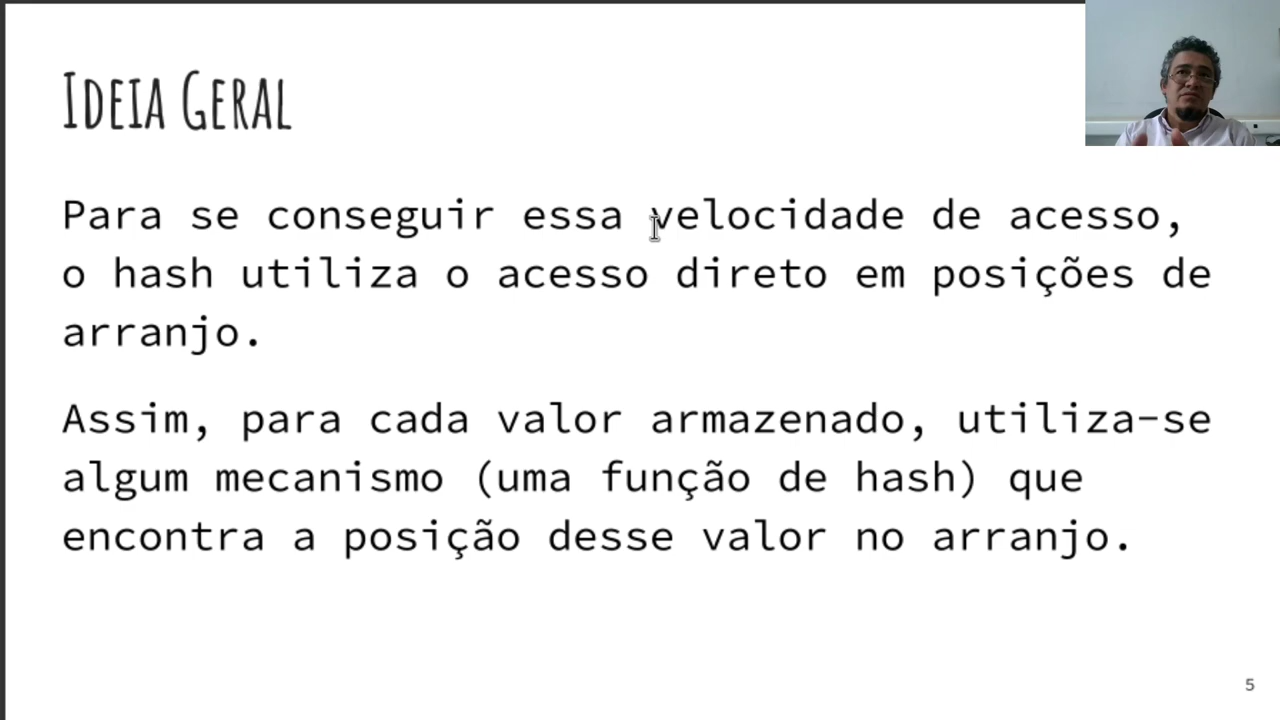 Ideia Geral
Para se conseguir essa velocidade de acesso,
o hash utiliza o acesso direto em posições de
arranjo.
Assim, para cada valor armazenado, utiliza-se
algum mecanismo (uma função de hash) que
encontra a posição desse valor no arranjo.
5